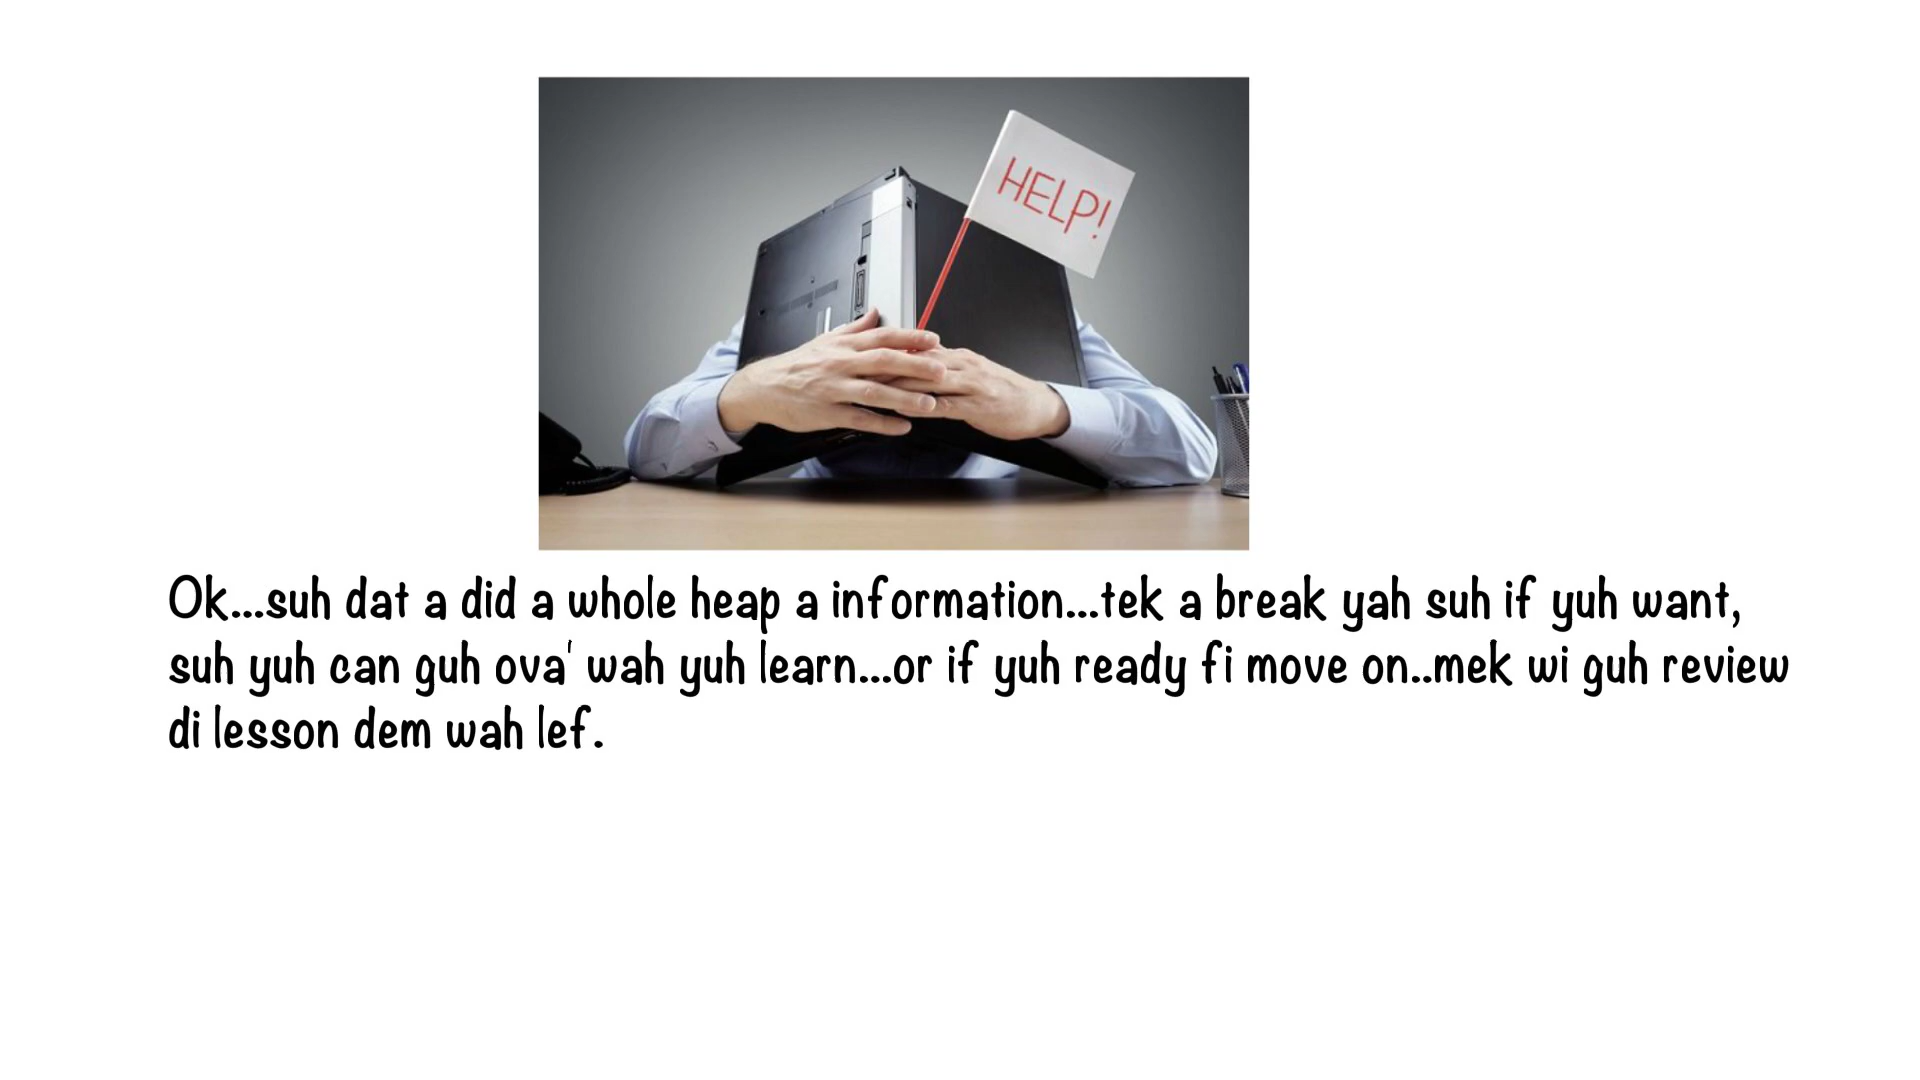 HELP!
Ok...suh dat a did a whole heap a information...tek a break yah suh if yuh want,
suh yuh can guh ova' wah yuh learn...or if yuh ready fi move on..mek wi guh review
di lesson dem wah lef.